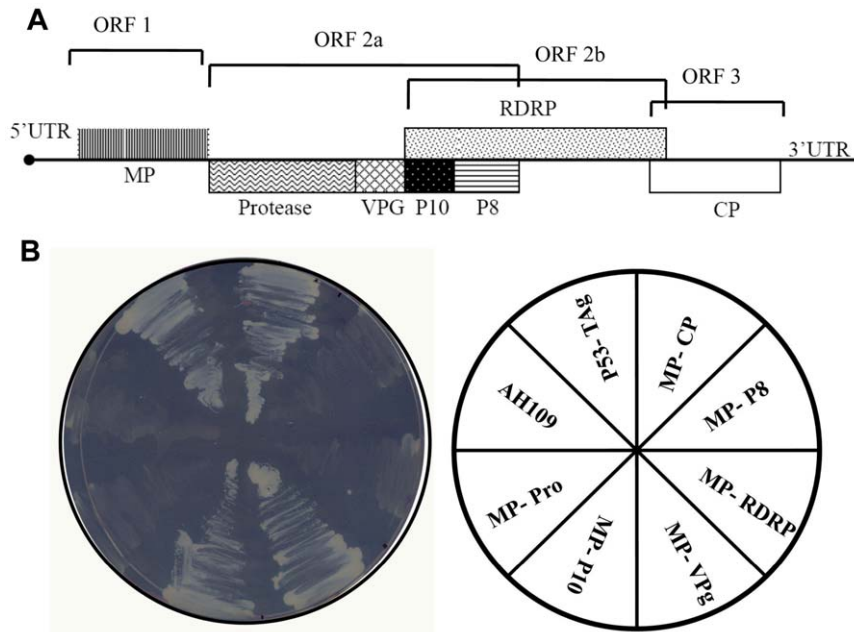 A
ORF 1
ORF 2a
ORF 2b
ORF 3
RDRP
5'UTR
3'UTR
MP
Protease
VPG
P10
P8
CP
B
P53- TAg
MP- CP
AH109
MP- P8
MP- Pro
MP- RDRP
MP- P10
MP- VPg